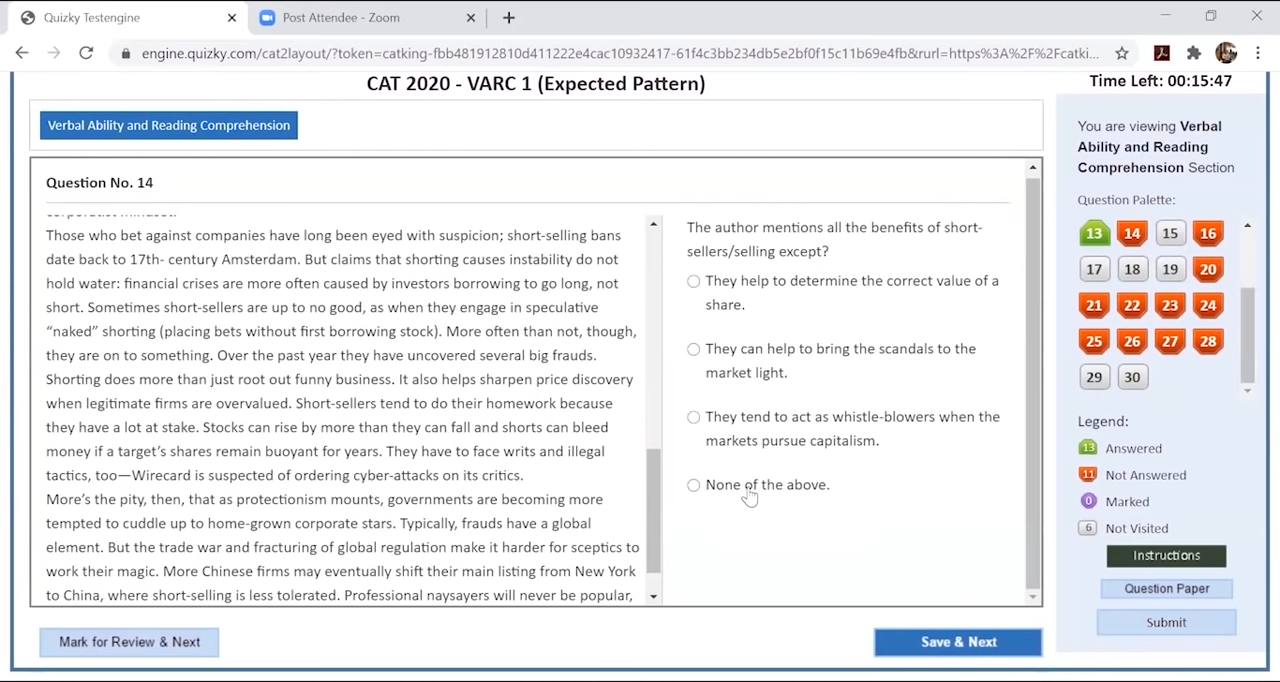 Quizky Testengine
Post Attendee - Zoom
engine.quizky.com/cat2layout/?token=catking-fbb481912810d411222e4cac10932417-61f4c3bb234db5e2bf0f15c11b69e4fb&rurl=https%3A%2F%2Fcatki...
CAT 2020 - VARC 1 (Expected Pattern)
Time Left: 00:15:47
Verbal Ability and Reading Comprehension
Question No. 14
corporatist mindset.
Those who bet against companies have long been eyed with suspicion; short-selling bans
date back to 17th- century Amsterdam. But claims that shorting causes instability do not
hold water: financial crises are more often caused by investors borrowing to go long, not
short. Sometimes short-sellers are up to no good, as when they engage in speculative
“naked” shorting (placing bets without first borrowing stock). More often than not, though,
they are on to something. Over the past year they have uncovered several big frauds.
Shorting does more than just root out funny business. It also helps sharpen price discovery
when legitimate firms are overvalued. Short-sellers tend to do their homework because
they have a lot at stake. Stocks can rise by more than they can fall and shorts can bleed
money if a target’s shares remain buoyant for years. They have to face writs and illegal
tactics, too—Wirecard is suspected of ordering cyber-attacks on its critics.
More’s the pity, then, that as protectionism mounts, governments are becoming more
tempted to cuddle up to home-grown corporate stars. Typically, frauds have a global
element. But the trade war and fracturing of global regulation make it harder for sceptics to
work their magic. More Chinese firms may eventually shift their main listing from New York
to China, where short-selling is less tolerated. Professional naysayers will never be popular,
The author mentions all the benefits of short-
sellers/selling except?
They help to determine the correct value of a
share.
They can help to bring the scandals to the
market light.
They tend to act as whistle-blowers when the
markets pursue capitalism.
None of the above.
Mark for Review & Next
Save & Next
You are viewing Verbal
Ability and Reading
Comprehension Section
Question Palette:
13 14 15 16
17 18 19 20
21 22 23 24
25 26 27 28
29 30
Legend:
13 Answered
11 Not Answered
0 Marked
6 Not Visited
Instructions
Question Paper
Submit